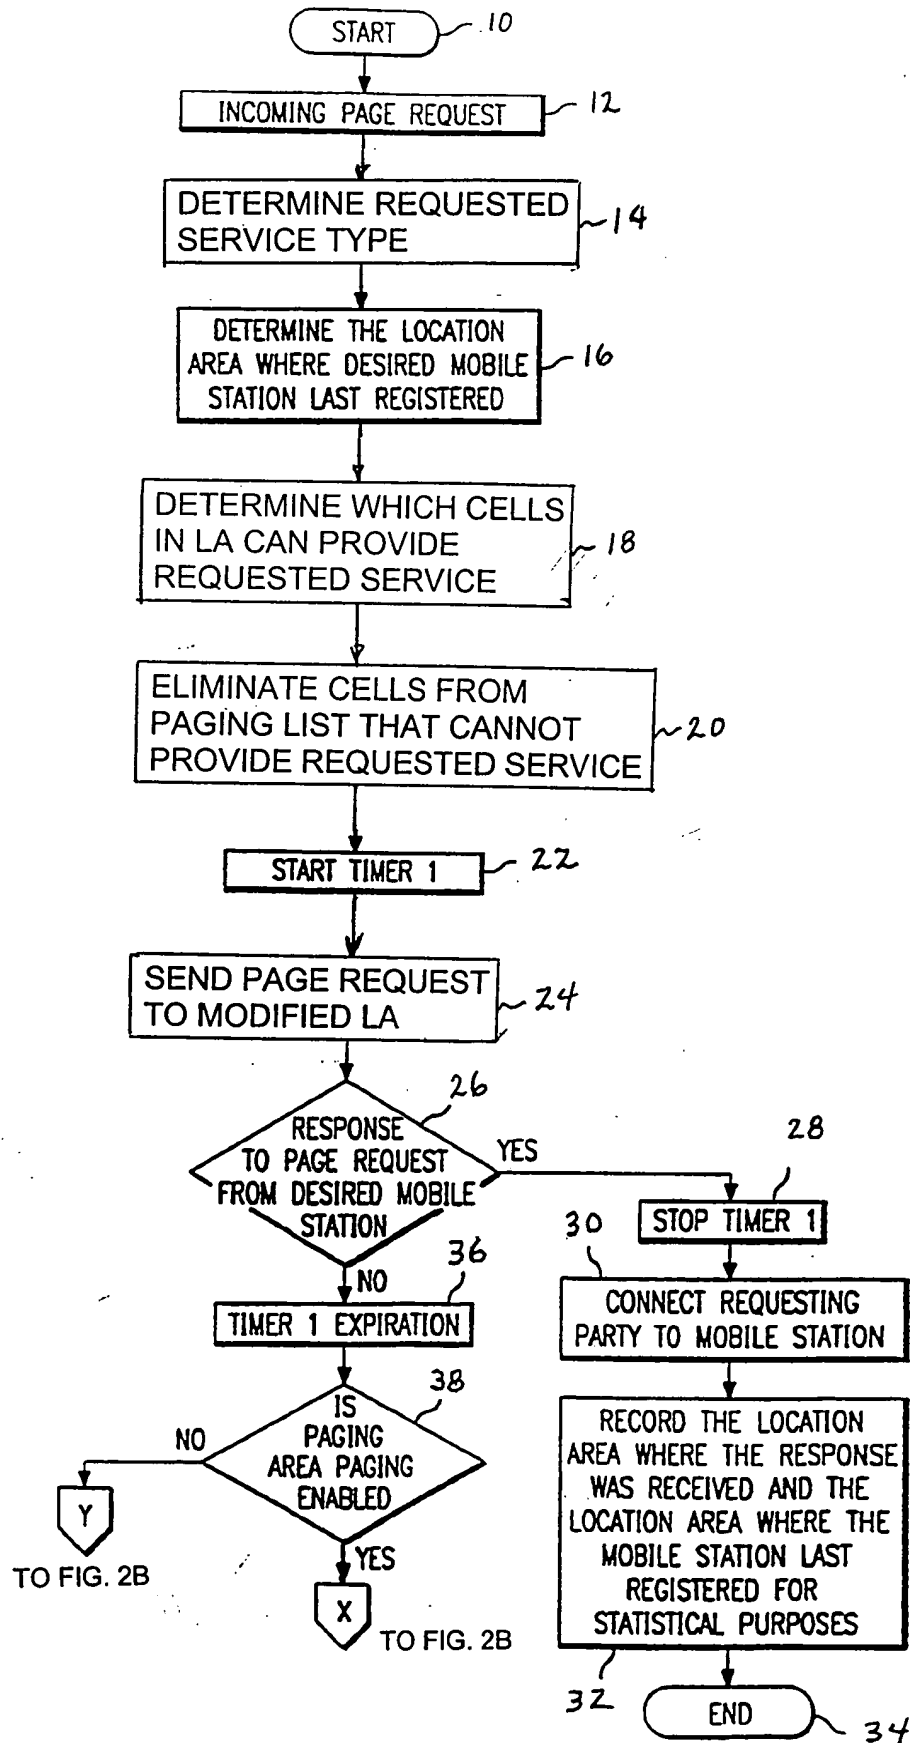 START
10
INCOMING PAGE REQUEST
12
DETERMINE REQUESTED
SERVICE TYPE
14
DETERMINE THE LOCATION
AREA WHERE DESIRED MOBILE
STATION LAST REGISTERED
16
DETERMINE WHICH CELLS
IN LA CAN PROVIDE
REQUESTED SERVICE
18
ELIMINATE CELLS FROM
PAGING LIST THAT CANNOT
PROVIDE REQUESTED SERVICE
20
START TIMER 1
22
SEND PAGE REQUEST
TO MODIFIED LA
24
26
RESPONSE
TO PAGE REQUEST
FROM DESIRED MOBILE
STATION
YES
28
STOP TIMER 1
30
CONNECT REQUESTING
PARTY TO MOBILE STATION
RECORD THE LOCATION
AREA WHERE THE RESPONSE
WAS RECEIVED AND THE
LOCATION AREA WHERE THE
MOBILE STATION LAST
REGISTERED FOR
STATISTICAL PURPOSES
32
END
34
NO
36
TIMER 1 EXPIRATION
38
IS
PAGING
AREA PAGING
ENABLED
NO
Y
TO FIG. 2B
YES
X
TO FIG. 2B